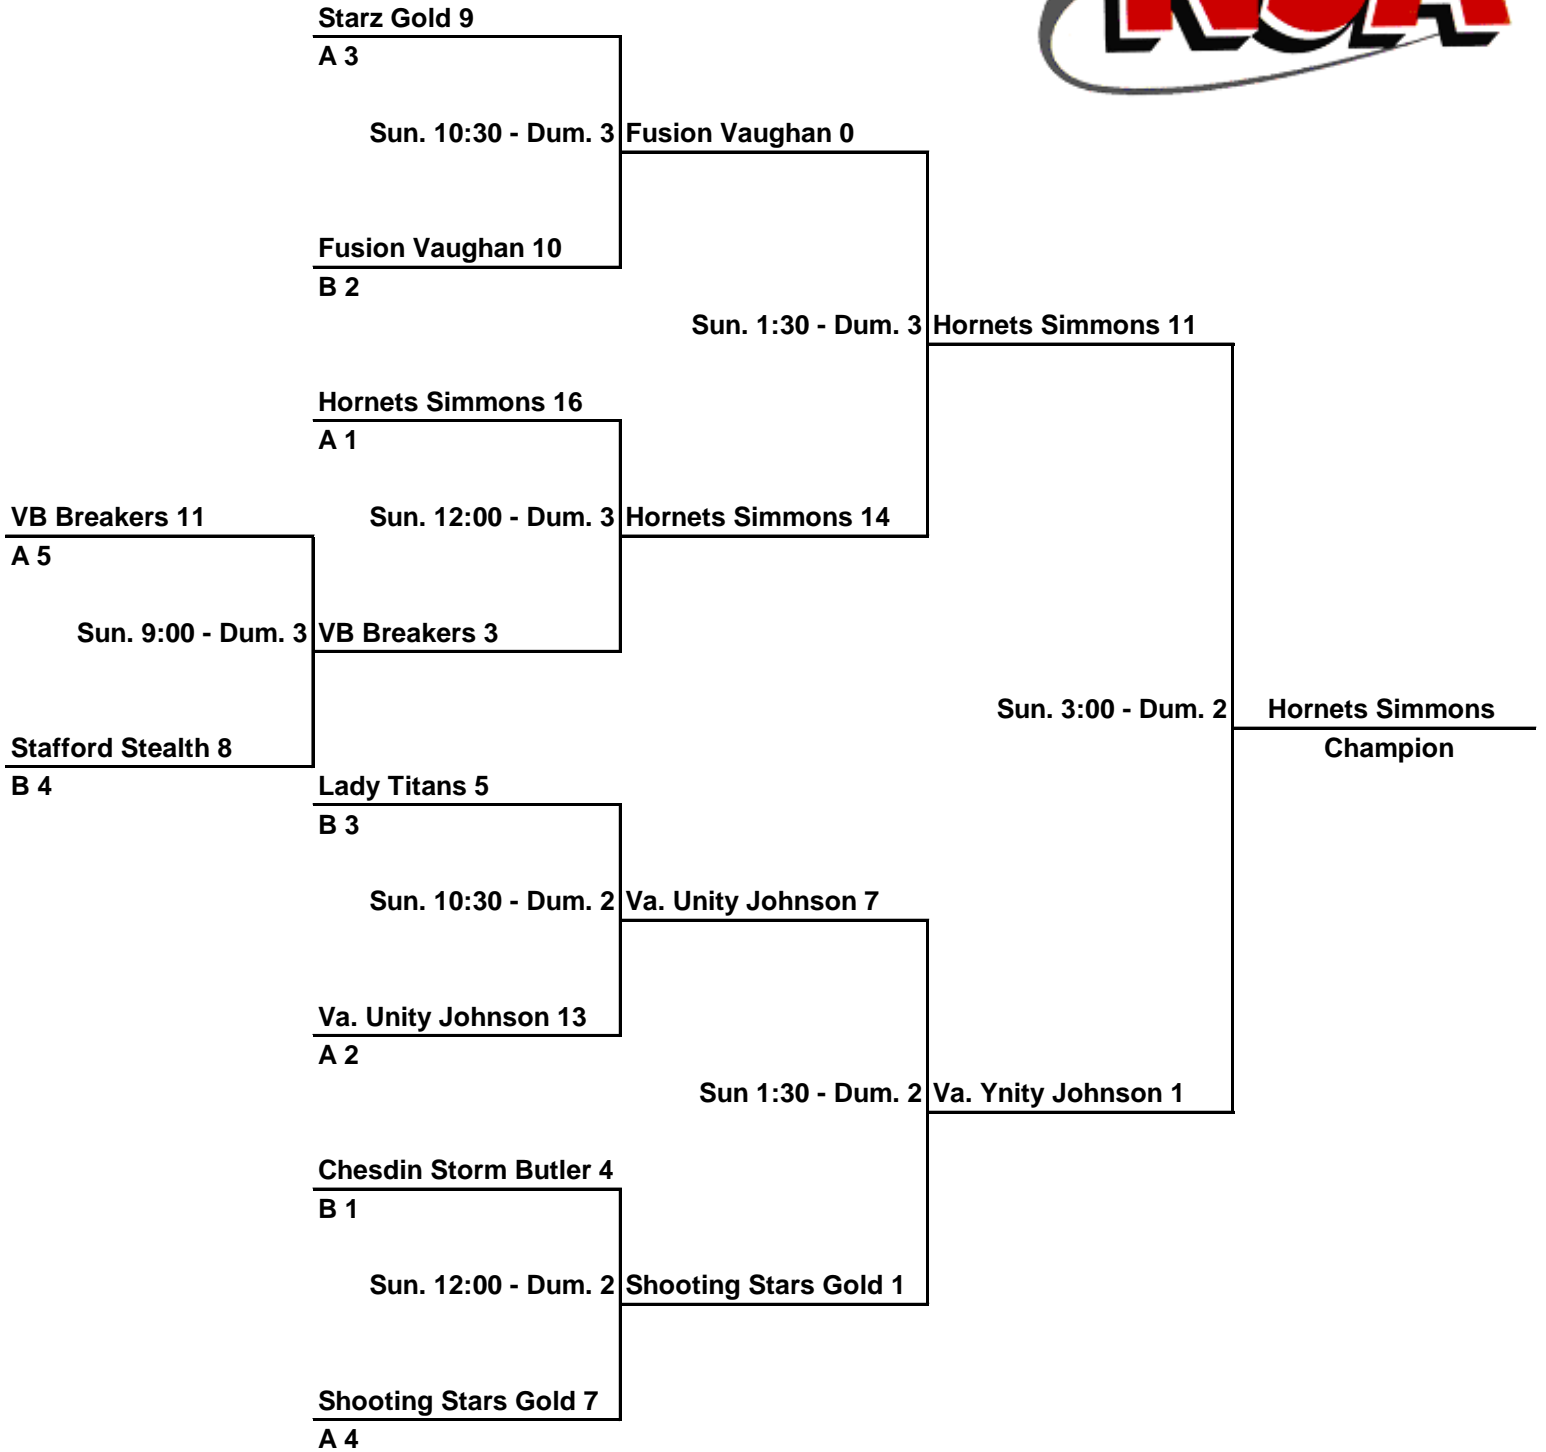 NSA
Starz Gold 9
A 3
Sun. 10:30 - Dum. 3
Fusion Vaughan 0
Fusion Vaughan 10
B 2
Sun. 1:30 - Dum. 3
Hornets Simmons 11
Hornets Simmons 16
A 1
VB Breakers 11
Sun. 12:00 - Dum. 3
Hornets Simmons 14
A 5
Sun. 9:00 - Dum. 3
VB Breakers 3
Sun. 3:00 - Dum. 2
Hornets Simmons
Stafford Stealth 8
Champion
B 4
Lady Titans 5
B 3
Sun. 10:30 - Dum. 2
Va. Unity Johnson 7
Va. Unity Johnson 13
A 2
Sun 1:30 - Dum. 2
Va. Ynity Johnson 1
Chesdin Storm Butler 4
B 1
Sun. 12:00 - Dum. 2
Shooting Stars Gold 1
Shooting Stars Gold 7
A 4